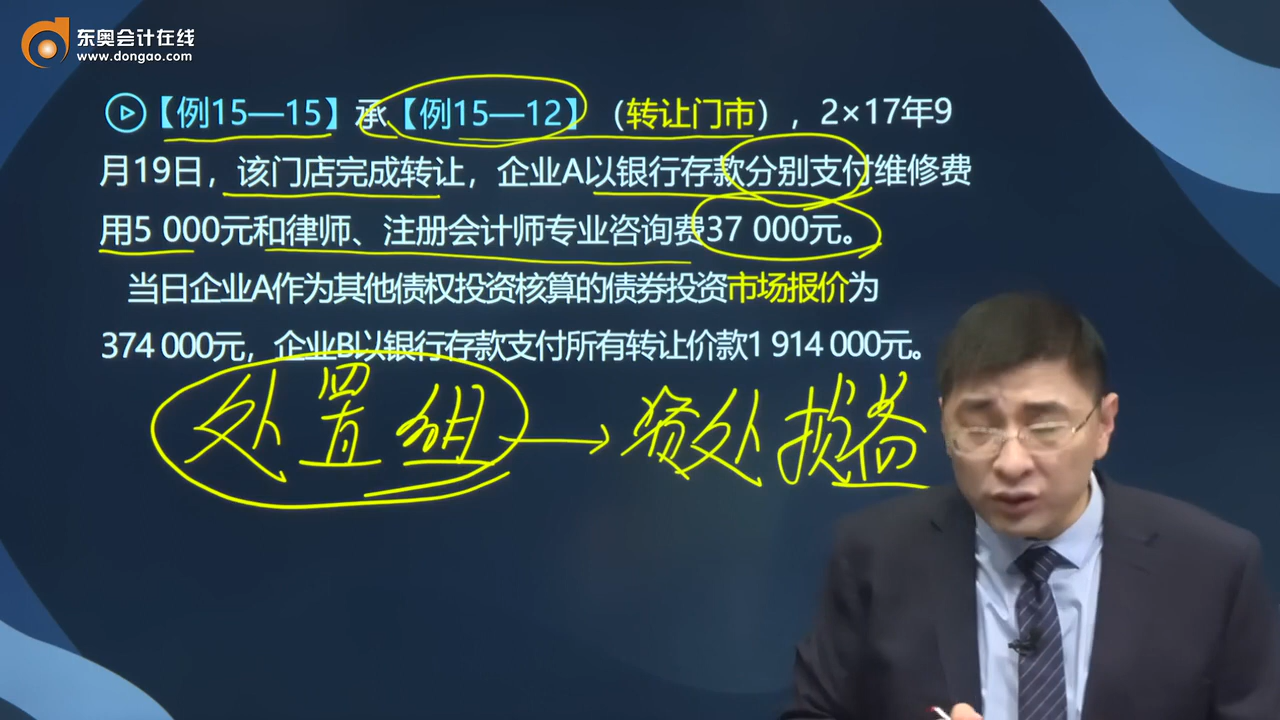 东奥会计在线
www.dongao.com
【例15—15】承【例15—12】（转让门市），2×17年9
月19日，该门店完成转让，企业A以银行存款分别支付维修费
用5 000元和律师、注册会计师专业咨询费37 000元。
当日企业A作为其他债权投资核算的债券投资市场报价为
374 000元，企业B以银行存款支付所有转让价款1 914 000元。
处置组→资处损益